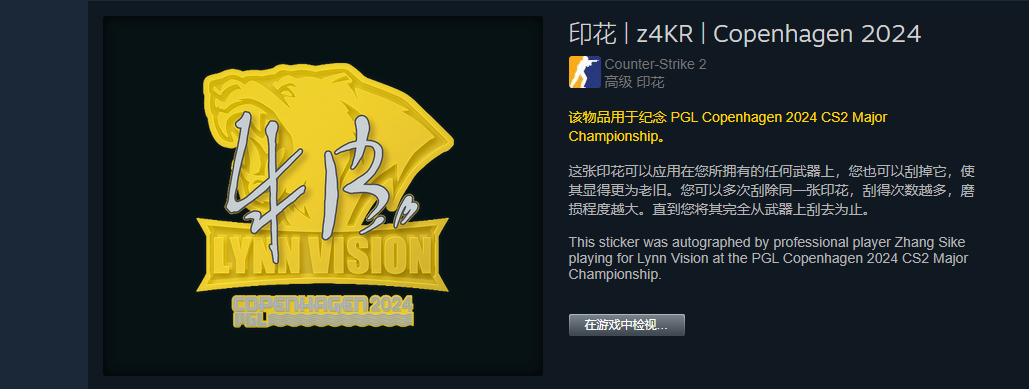 LYNN VISION
COPENHAGEN 2024
PGL
印花 | z4KR | Copenhagen 2024
Counter-Strike 2
高级 印花
该物品用于纪念 PGL Copenhagen 2024 CS2 Major
Championship。
这张印花可以应用在您所拥有的任何武器上，您也可以刮掉它，使
其显得更为老旧。您可以多次刮除同一张印花，刮得次数越多，磨
损程度越大。直到您将其完全从武器上刮去为止。
This sticker was autographed by professional player Zhang Sike
playing for Lynn Vision at the PGL Copenhagen 2024 CS2 Major
Championship.
在游戏中检视...